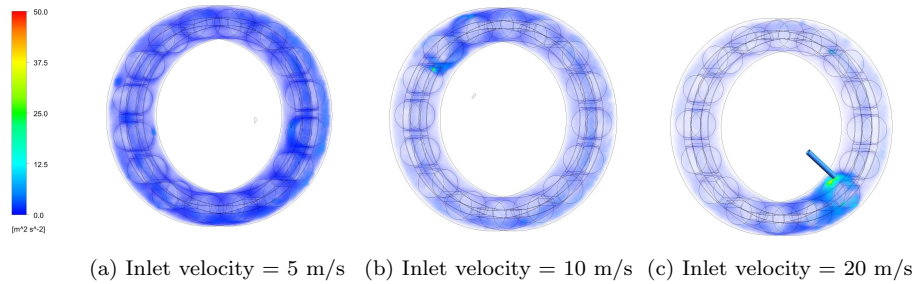 50.0
37.5
25.0
12.5
0.0
[m^2 s^-2]
(a) Inlet velocity = 5 m/s (b) Inlet velocity = 10 m/s (c) Inlet velocity = 20 m/s